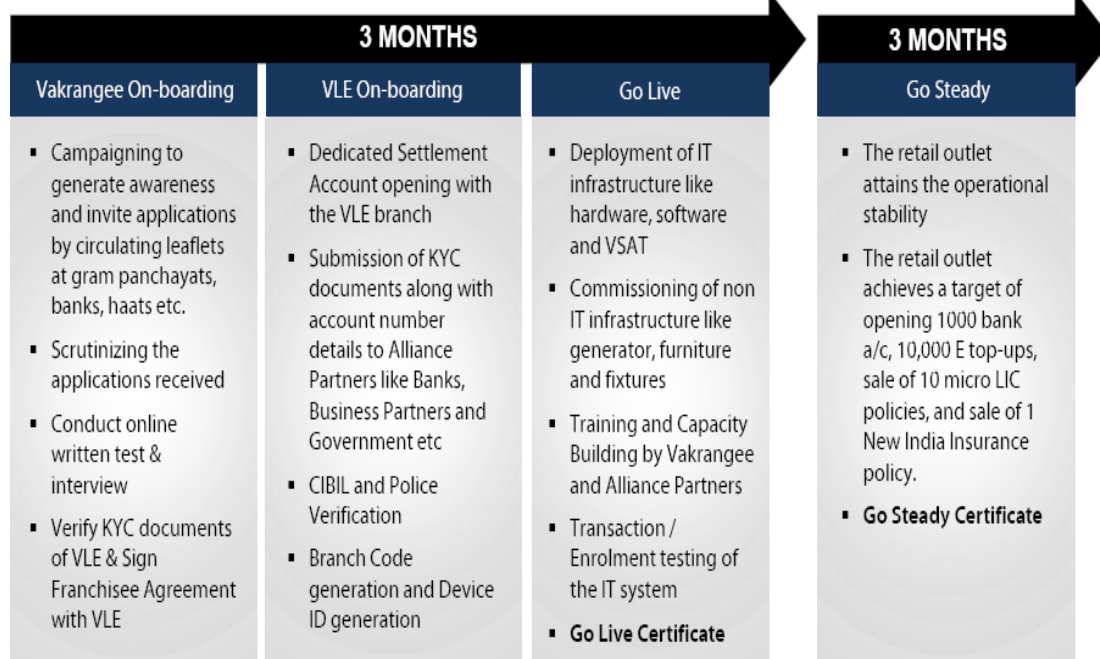 3 MONTHS
Vakrangee On-boarding
▪ Campaigning to
generate awareness
and invite applications
by circulating leaflets
at gram panchayats,
banks, haats etc.
▪ Scrutinizing the
applications received
▪ Conduct online
written test &
interview
▪ Verify KYC documents
of VLE & Sign
Franchisee Agreement
with VLE
VLE On-boarding
▪ Dedicated Settlement
Account opening with
the VLE branch
▪ Submission of KYC
documents along with
account number
details to Alliance
Partners like Banks,
Business Partners and
Government etc
▪ CIBIL and Police
Verification
▪ Branch Code
generation and Device
ID generation
Go Live
▪ Deployment of IT
infrastructure like
hardware, software
and VSAT
▪ Commissioning of non
IT infrastructure like
generator, furniture
and fixtures
▪ Training and Capacity
Building by Vakrangee
and Alliance Partners
▪ Transaction /
Enrolment testing of
the IT system
▪ Go Live Certificate
3 MONTHS
Go Steady
▪ The retail outlet
attains the operational
stability
▪ The retail outlet
achieves a target of
opening 1000 bank
a/c, 10,000 E top-ups,
sale of 10 micro LIC
policies, and sale of 1
New India Insurance
policy.
▪ Go Steady Certificate